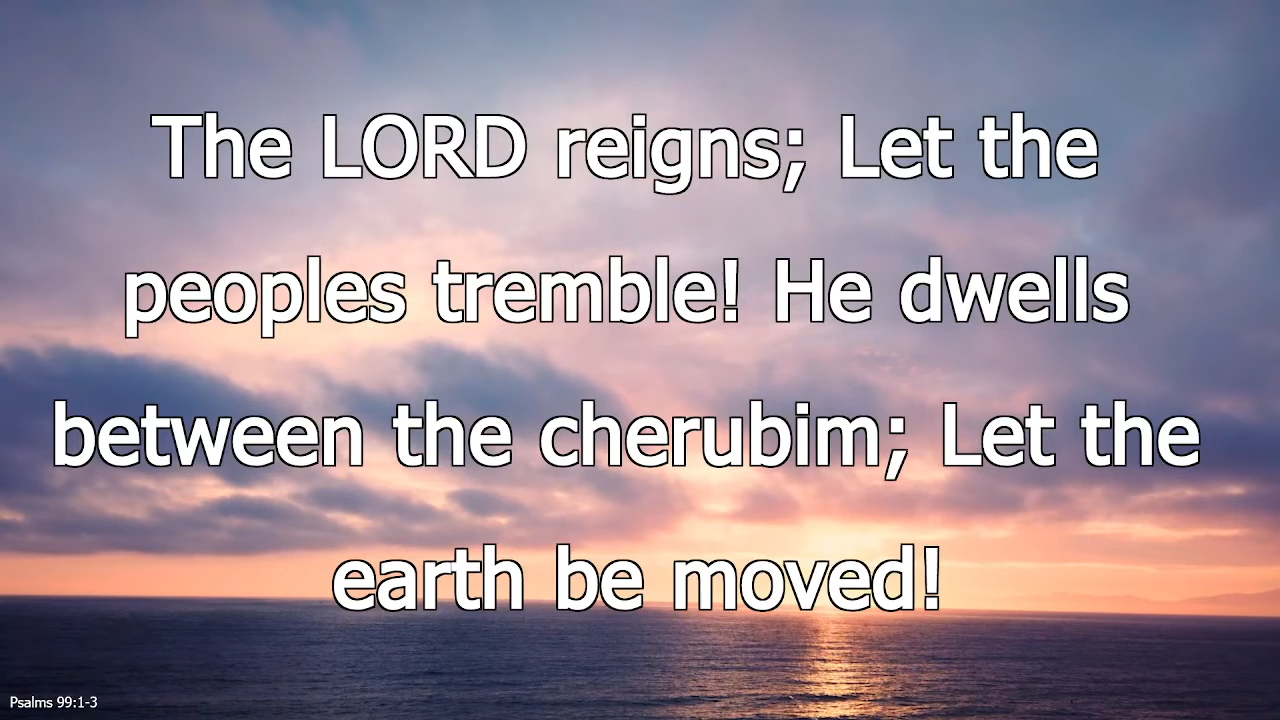 The LORD reigns; Let the
peoples tremble! He dwells
between the cherubim; Let the
earth be moved!
Psalms 99:1-3